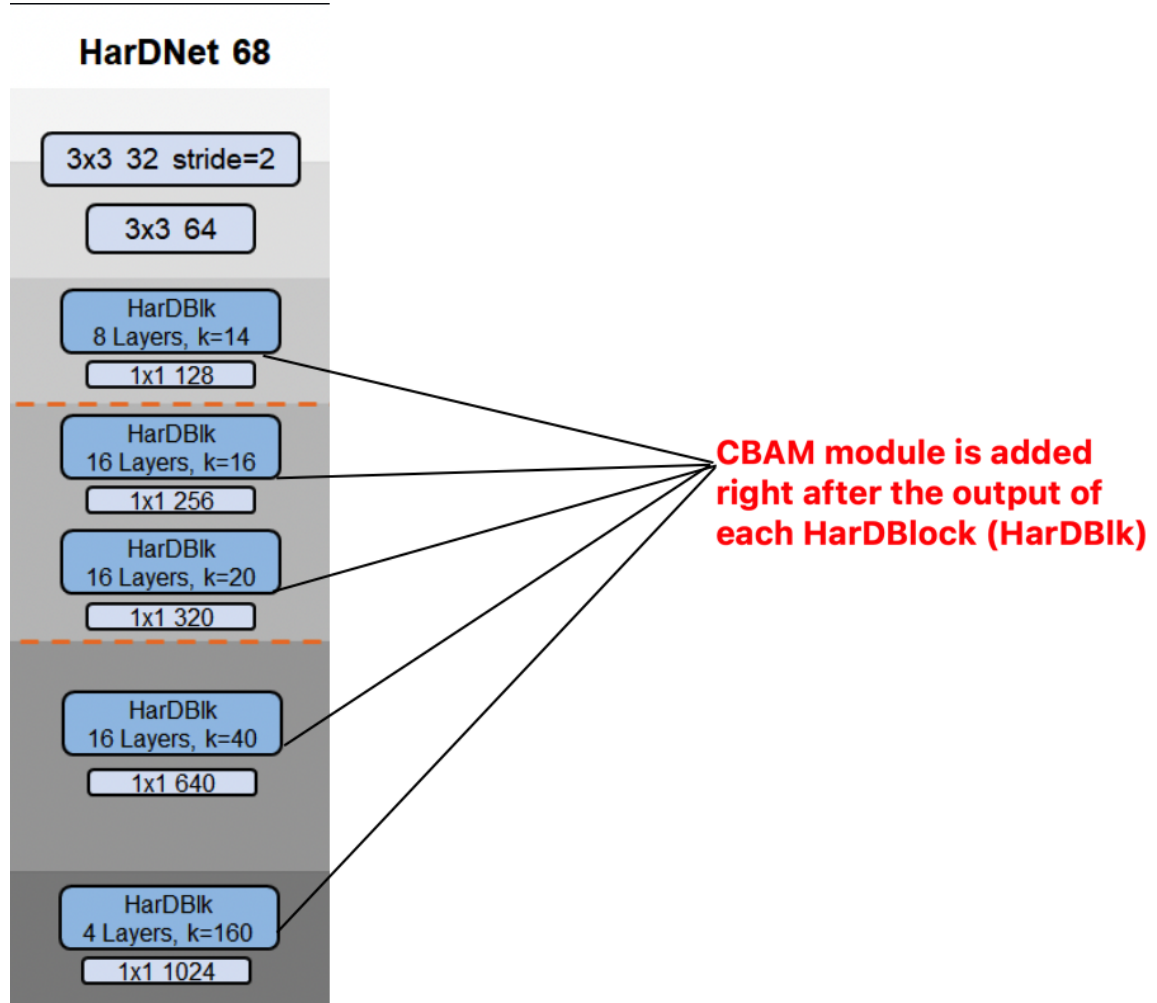 HarDNet 68
3x3 32 stride=2
3x3 64
HarDBlk
8 Layers, k=14
1x1 128
HarDBlk
16 Layers, k=16
1x1 256
HarDBlk
16 Layers, k=20
1x1 320
HarDBlk
16 Layers, k=40
1x1 640
HarDBlk
4 Layers, k=160
1x1 1024
CBAM module is added
right after the output of
each HarDBlock (HarDBlk)